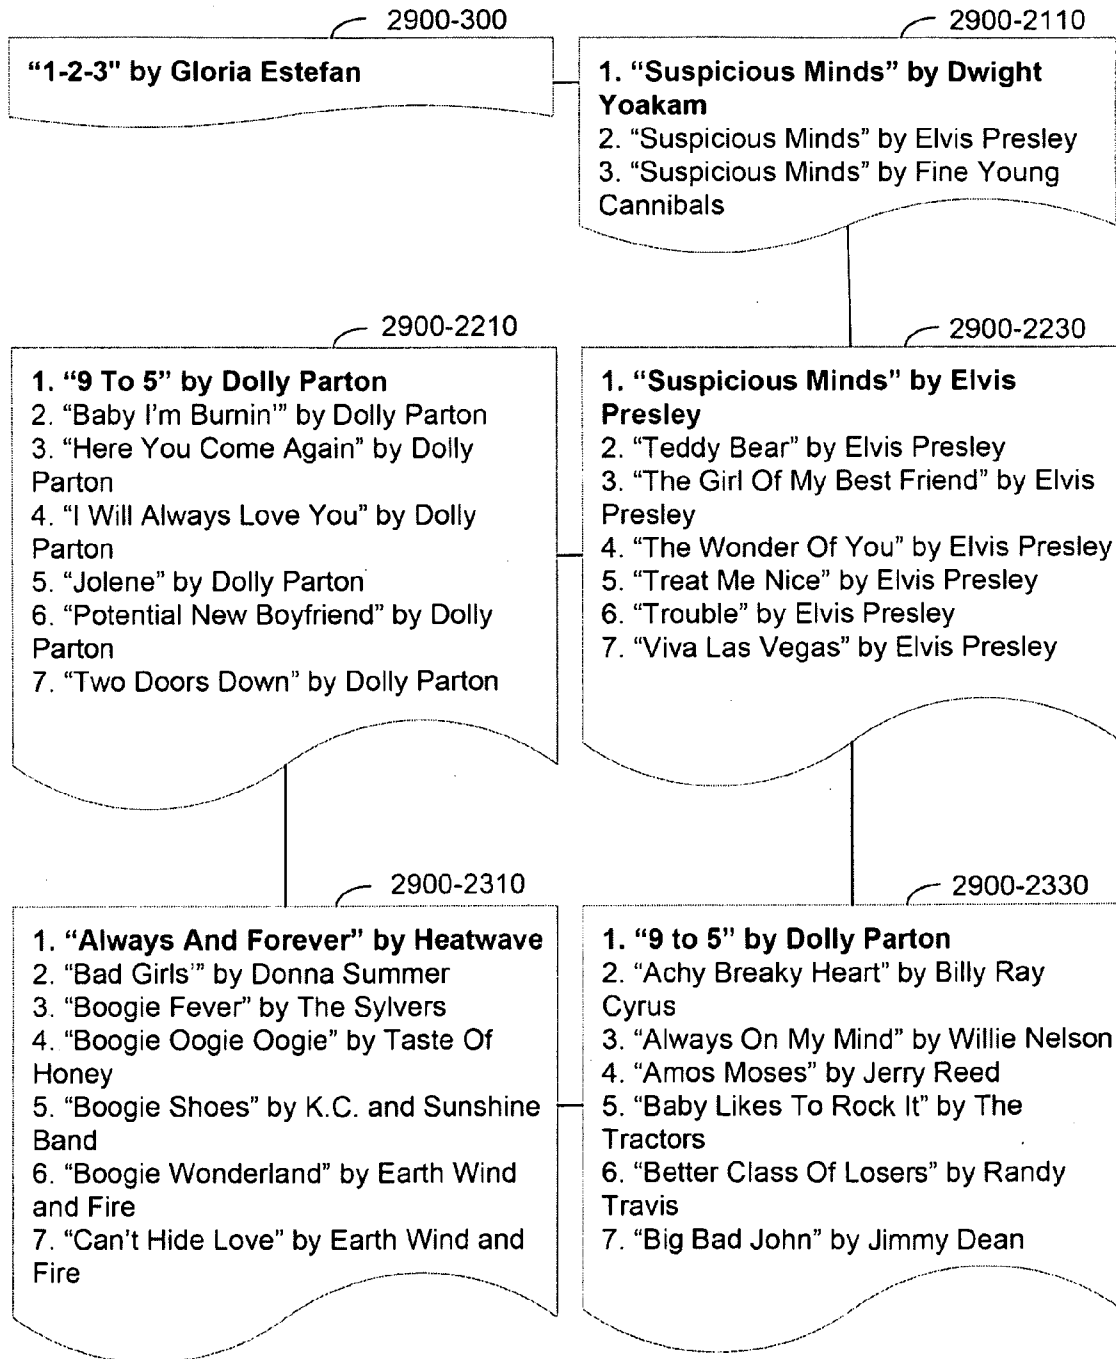 2900-300
"1-2-3" by Gloria Estefan
2900-2110
1. "Suspicious Minds" by Dwight
Yoakam
2. "Suspicious Minds" by Elvis Presley
3. "Suspicious Minds" by Fine Young
Cannibals
2900-2210
1. "9 To 5" by Dolly Parton
2. "Baby I'm Burnin'" by Dolly Parton
3. "Here You Come Again" by Dolly
Parton
4. "I Will Always Love You" by Dolly
Parton
5. "Jolene" by Dolly Parton
6. "Potential New Boyfriend" by Dolly
Parton
7. "Two Doors Down" by Dolly Parton
2900-2230
1. "Suspicious Minds" by Elvis
Presley
2. "Teddy Bear" by Elvis Presley
3. "The Girl Of My Best Friend" by Elvis
Presley
4. "The Wonder Of You" by Elvis Presley
5. "Treat Me Nice" by Elvis Presley
6. "Trouble" by Elvis Presley
7. "Viva Las Vegas" by Elvis Presley
2900-2310
1. "Always And Forever" by Heatwave
2. "Bad Girls'" by Donna Summer
3. "Boogie Fever" by The Sylvers
4. "Boogie Oogie Oogie" by Taste Of
Honey
5. "Boogie Shoes" by K.C. and Sunshine
Band
6. "Boogie Wonderland" by Earth Wind
and Fire
7. "Can't Hide Love" by Earth Wind and
Fire
2900-2330
1. "9 to 5" by Dolly Parton
2. "Achy Breaky Heart" by Billy Ray
Cyrus
3. "Always On My Mind" by Willie Nelson
4. "Amos Moses" by Jerry Reed
5. "Baby Likes To Rock It" by The
Tractors
6. "Better Class Of Losers" by Randy
Travis
7. "Big Bad John" by Jimmy Dean